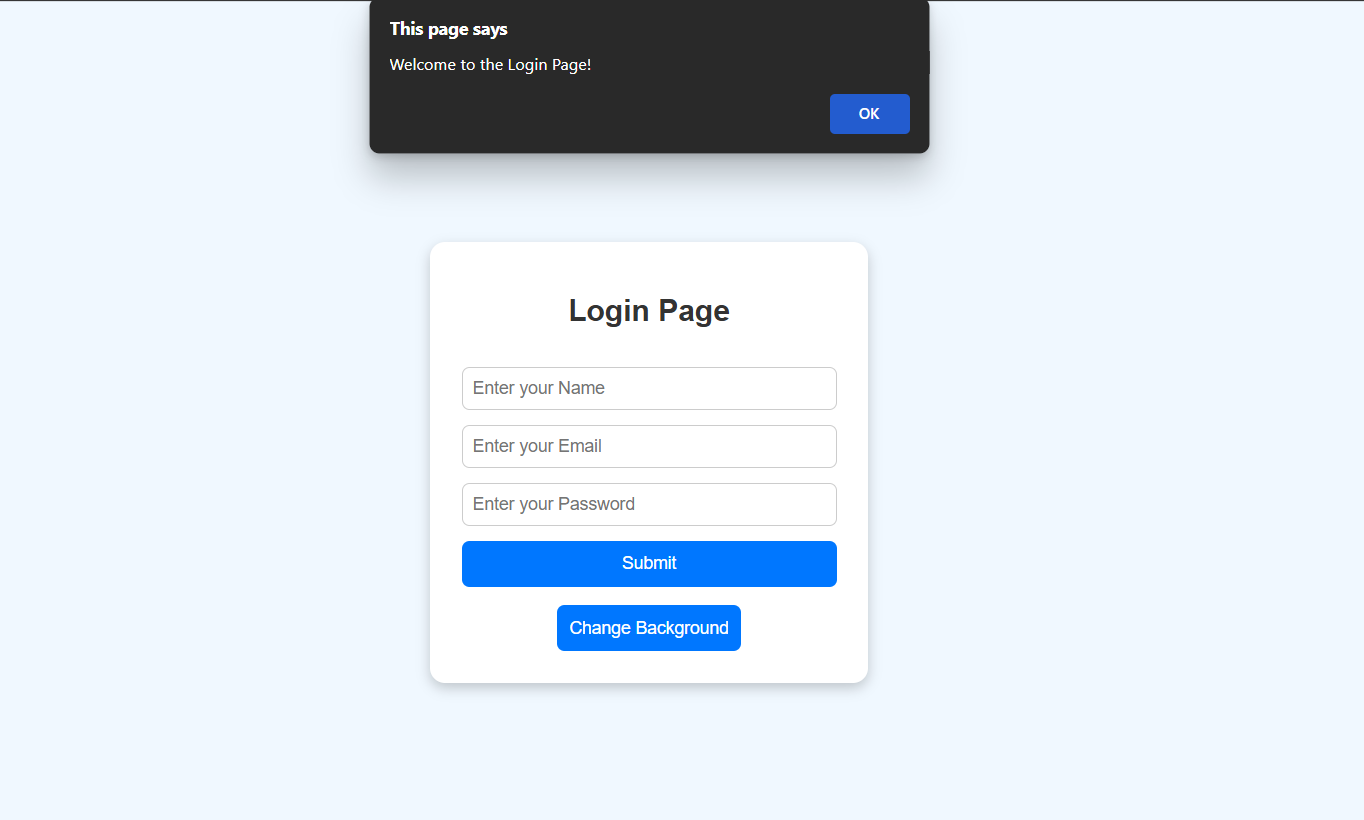 This page says
Welcome to the Login Page!
OK
Login Page
Enter your Name
Enter your Email
Enter your Password
Submit
Change Background